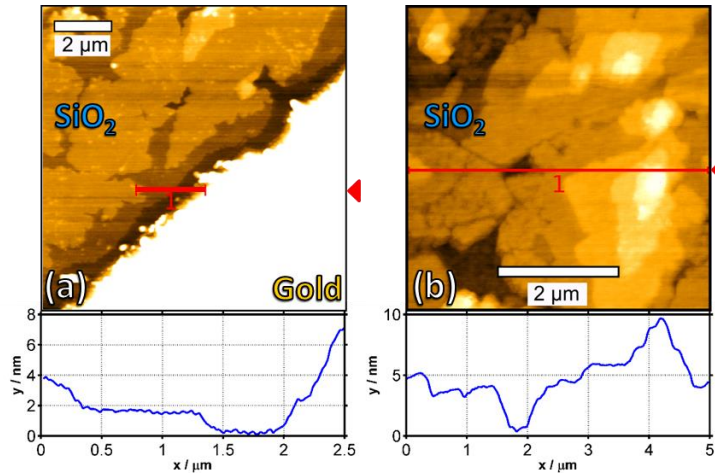 2 µm
SiO₂
1
(a)
Gold
8
6
4
2
0
y / nm
0 0.5 1 1.5 2 2.5
x / µm
SiO₂
1
2 µm
(b)
10
5
0
y / nm
0 1 2 3 4 5
x / µm